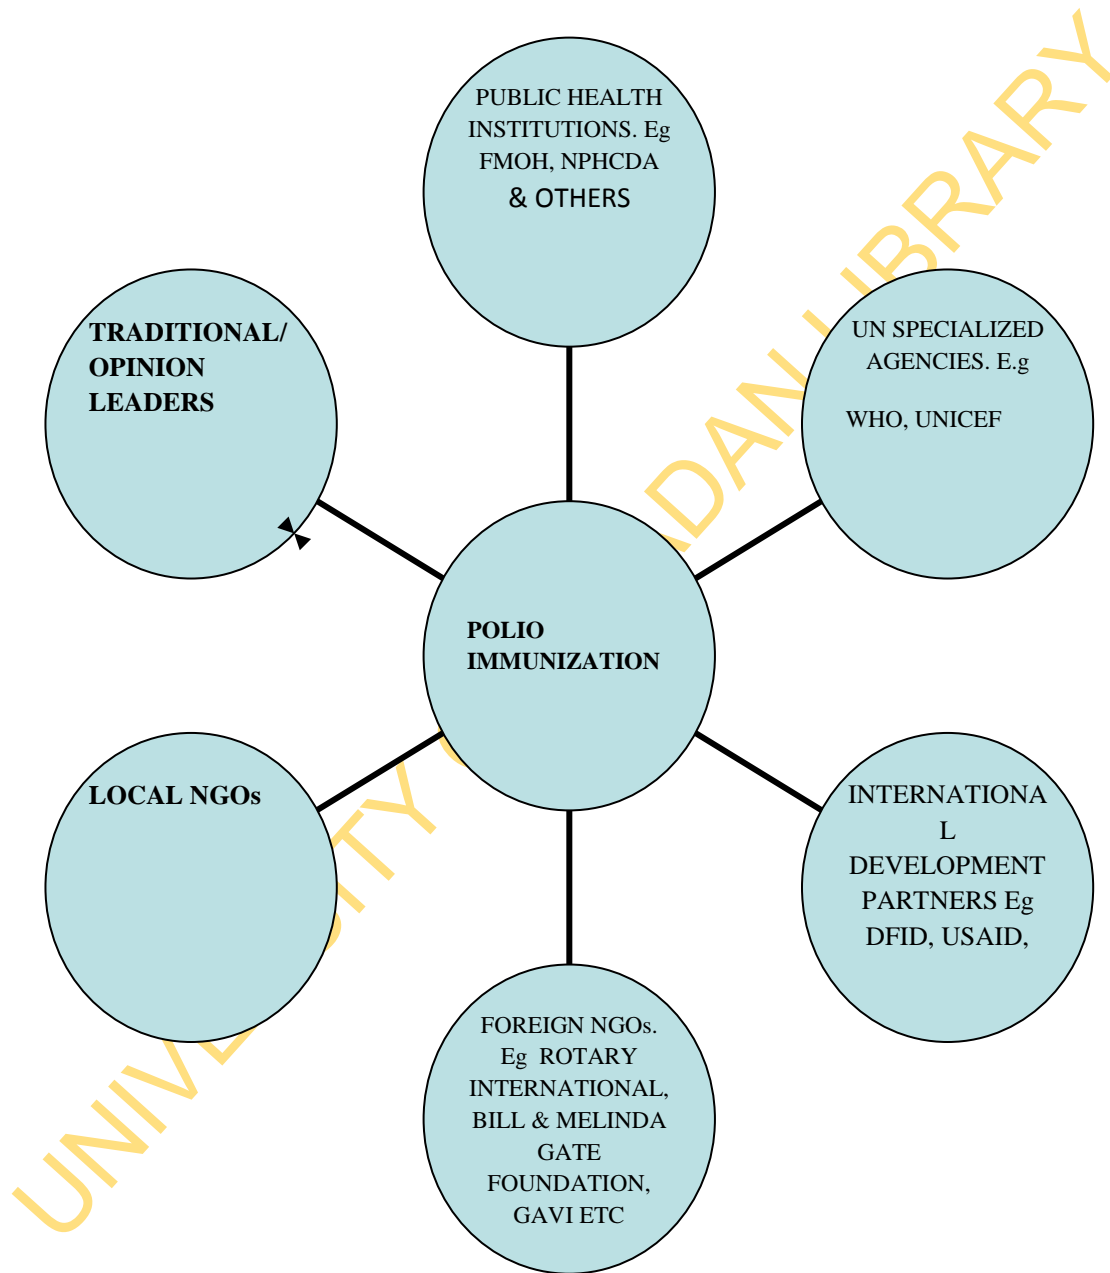 PUBLIC HEALTH
INSTITUTIONS. Eg
FMOH, NPHCDA
& OTHERS
TRADITIONAL/
OPINION
LEADERS
UN SPECIALIZED
AGENCIES. E.g
WHO, UNICEF
POLIO
IMMUNIZATION
LOCAL NGOs
INTERNATIONA
L
DEVELOPMENT
PARTNERS Eg
DFID, USAID,
FOREIGN NGOs.
Eg ROTARY
INTERNATIONAL,
BILL & MELINDA
GATE
FOUNDATION,
GAVI ETC
UNIVERSITY
LIBRARY